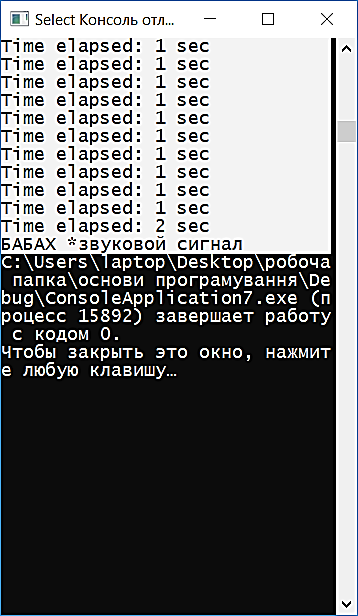 Select Консоль отл...
Time elapsed: 1 sec
Time elapsed: 1 sec
Time elapsed: 1 sec
Time elapsed: 1 sec
Time elapsed: 1 sec
Time elapsed: 1 sec
Time elapsed: 1 sec
Time elapsed: 1 sec
Time elapsed: 1 sec
Time elapsed: 1 sec
Time elapsed: 2 sec
БАБАХ *звуковой сигнал
C:\Users\laptop\Desktop\робоча
папка\основи програмування\De
bug\ConsoleApplication7.exe (п
роцесс 15892) завершает работу
с кодом 0.
Чтобы закрыть это окно, нажмит
е любую клавишу…